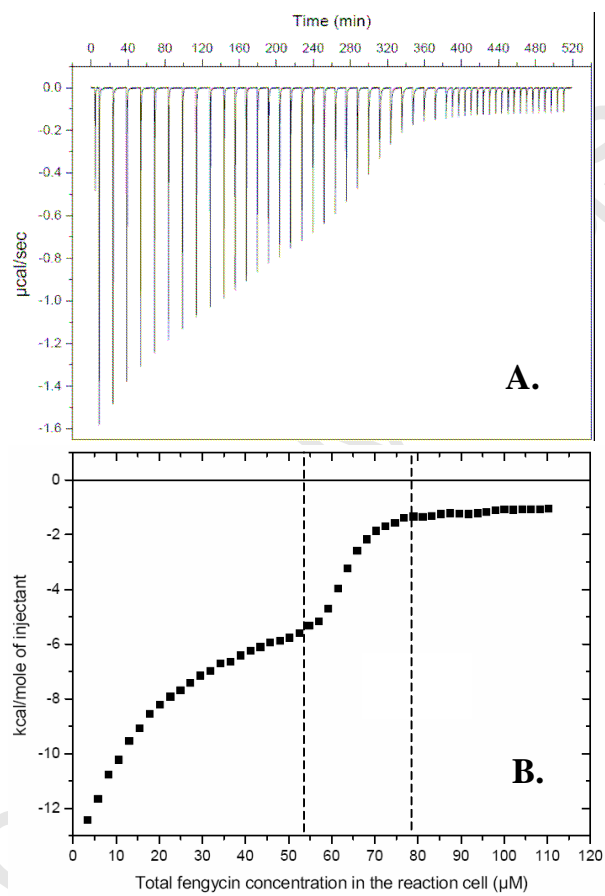 Time (min)
0 40 80 120 160 200 240 280 320 360 400 440 480 520
0.0
-0.2
-0.4
-0.6
-0.8
-1.0
-1.2
-1.4
-1.6
µcal/sec
A.
0
-2
-4
-6
-8
-10
-12
kcal/mole of injectant
B.
0 10 20 30 40 50 60 70 80 90 100 110 120
Total fengycin concentration in the reaction cell (µM)